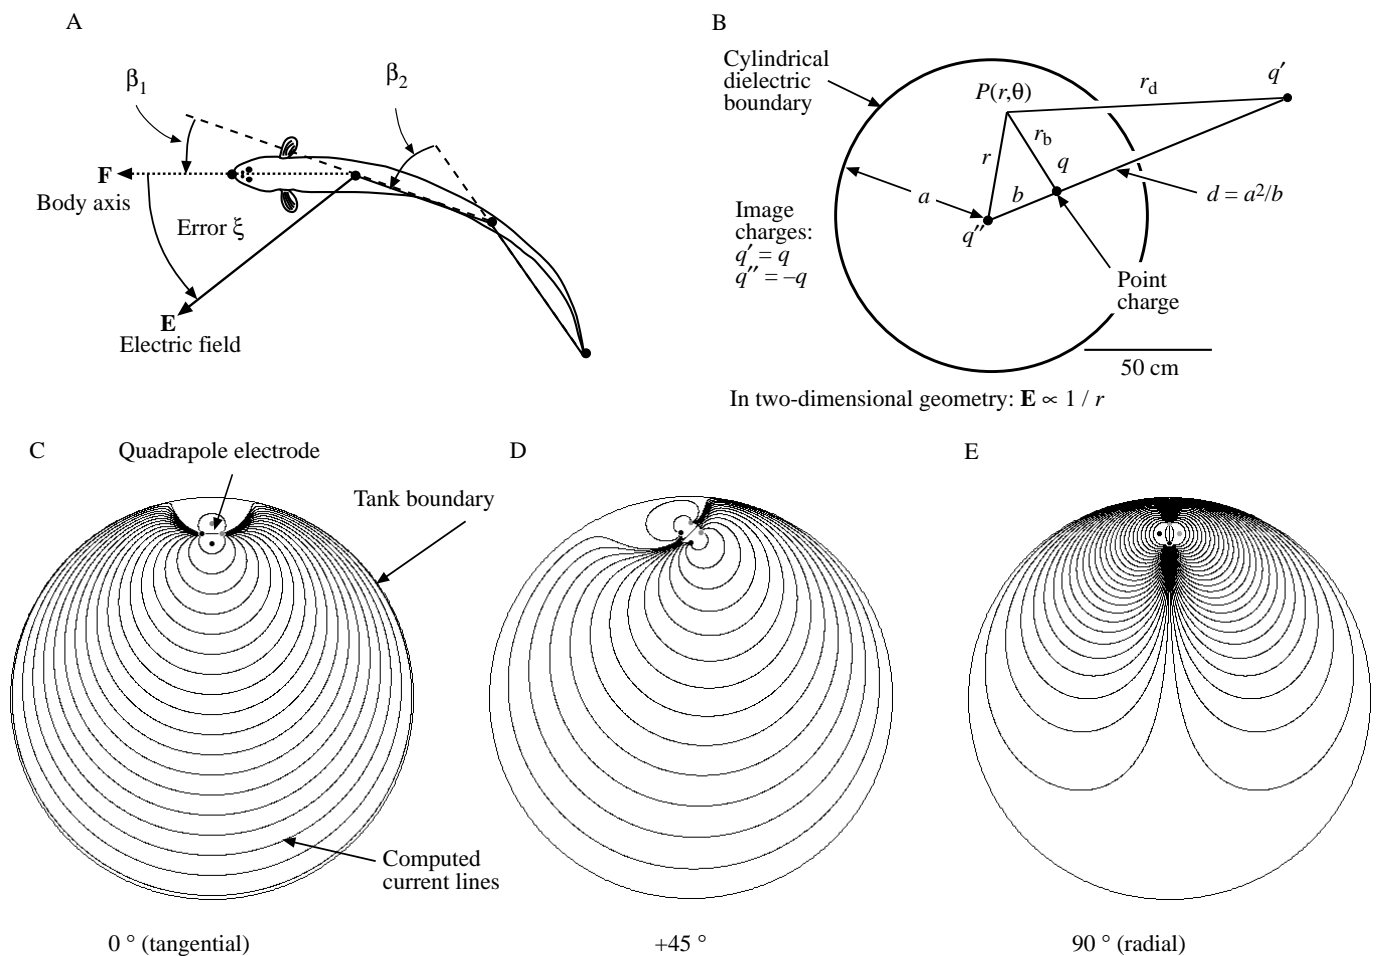 A
β1
β2
F
Body axis
Error ξ
E
Electric field
B
Cylindrical
dielectric
boundary
P(r,θ)
rd
q′
rb
r
q
a
b
d = a²/b
q″
Image
charges:
q′ = q
q″ = –q
Point
charge
50 cm
In two-dimensional geometry: E ∝ 1 / r
C
Quadrapole electrode
Tank boundary
Computed
current lines
0 ° (tangential)
D
+45 °
E
90 ° (radial)